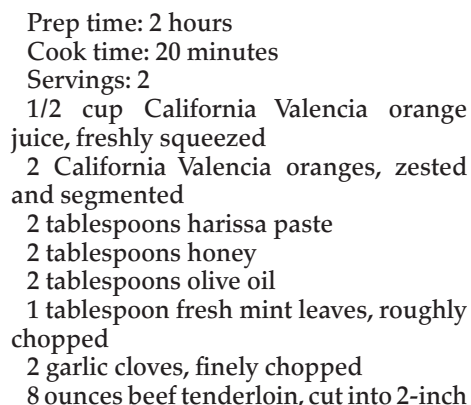 Prep time: 2 hours
Cook time: 20 minutes
Servings: 2
1/2 cup California Valencia orange
juice, freshly squeezed
2 California Valencia oranges, zested
and segmented
2 tablespoons harissa paste
2 tablespoons honey
2 tablespoons olive oil
1 tablespoon fresh mint leaves, roughly
chopped
2 garlic cloves, finely chopped
8 ounces beef tenderloin, cut into 2-inch